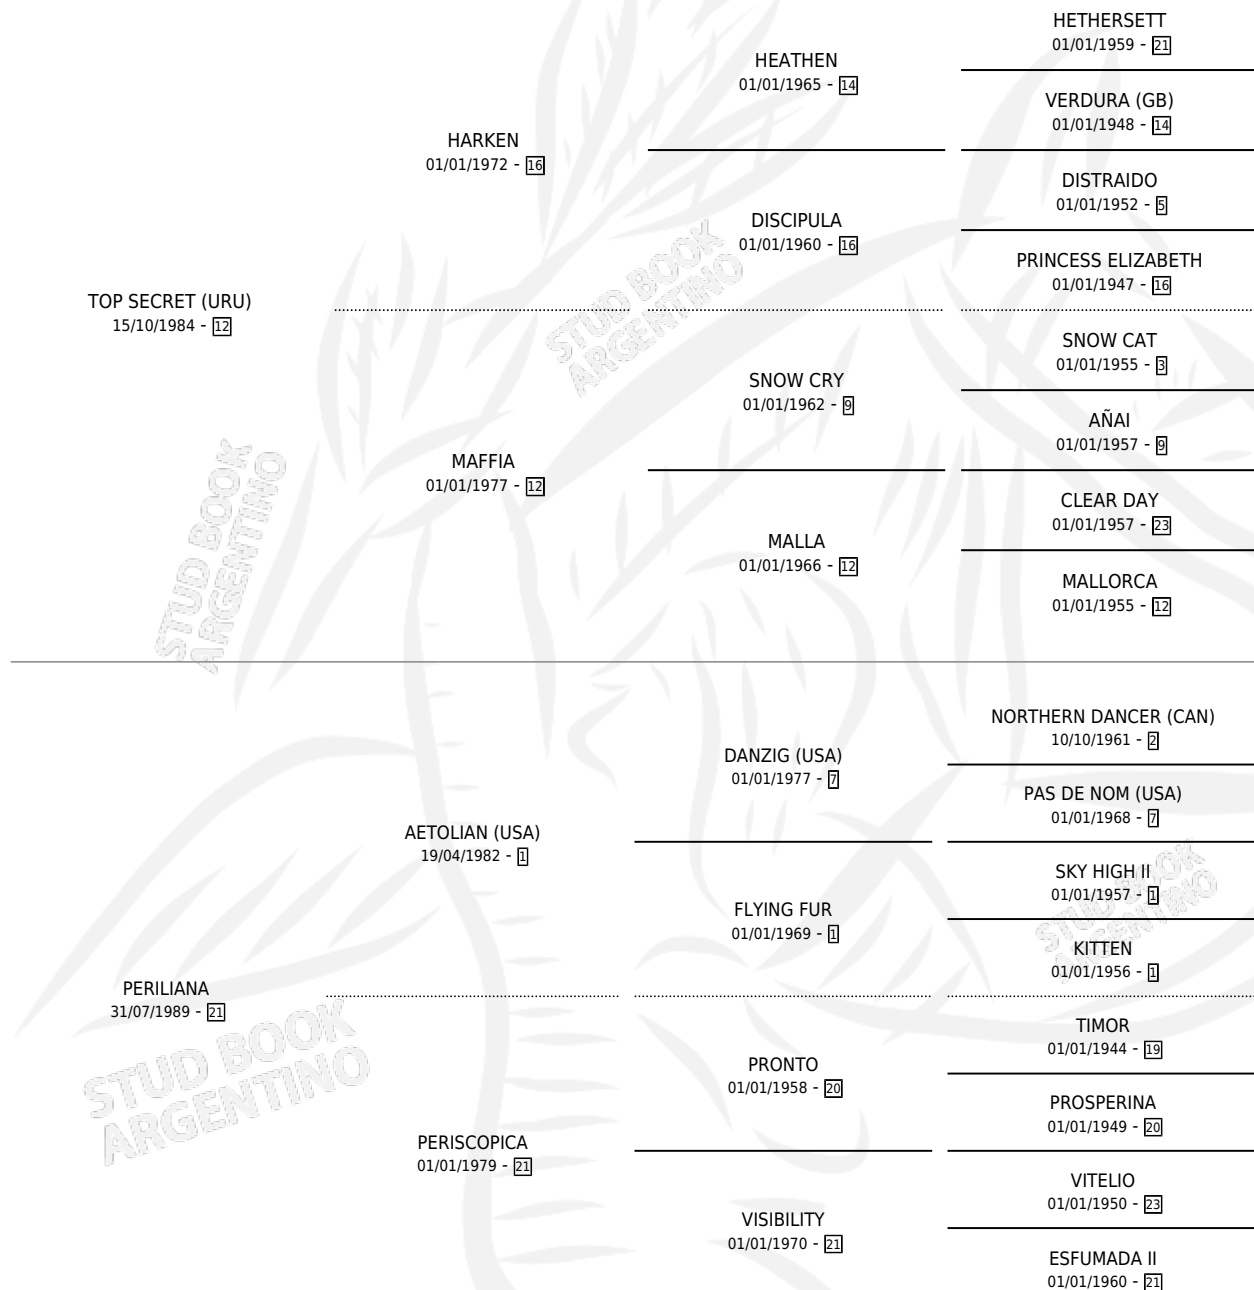 HETHERSETT
01/01/1959 - 21
HEATHEN
01/01/1965 - 14
VERDURA (GB)
01/01/1948 - 14
HARKEN
01/01/1972 - 16
DISTRAIDO
01/01/1952 - 5
DISCIPULA
01/01/1960 - 16
PRINCESS ELIZABETH
01/01/1947 - 16
STUD BOOK
ARGENTINO
TOP SECRET (URU)
15/10/1984 - 12
SNOW CAT
01/01/1955 - 3
SNOW CRY
01/01/1962 - 9
AÑAI
01/01/1957 - 9
MAFFIA
01/01/1977 - 12
CLEAR DAY
01/01/1957 - 23
MALLA
01/01/1966 - 12
MALLORCA
01/01/1955 - 12
STUD BOOK
ARGENTINO
NORTHERN DANCER (CAN)
10/10/1961 - 2
DANZIG (USA)
01/01/1977 - 7
PAS DE NOM (USA)
01/01/1968 - 7
AETOLIAN (USA)
19/04/1982 - 1
SKY HIGH II
01/01/1957 - 1
FLYING FUR
01/01/1969 - 1
KITTEN
01/01/1956 - 1
STUD BOOK
ARGENTINO
PERILIANA
31/07/1989 - 21
TIMOR
01/01/1944 - 19
PRONTO
01/01/1958 - 20
PROSPERINA
01/01/1949 - 20
STUD BOOK
ARGENTINO
PERISCOPICA
01/01/1979 - 21
VITELIO
01/01/1950 - 23
VISIBILITY
01/01/1970 - 21
ESFUMADA II
01/01/1960 - 21